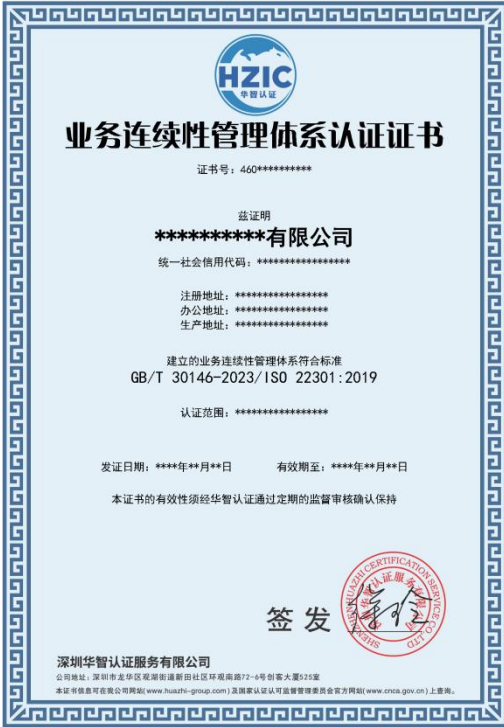 HZIC
华智认证
业务连续性管理体系认证证书
证书号：460**********
兹证明
**********有限公司
统一社会信用代码：*****************
注册地址：*****************
办公地址：*****************
生产地址：*****************
建立的业务连续性管理体系符合标准
GB/T 30146-2023/ISO 22301:2019
认证范围：*****************
发证日期：****年**月**日 有效期至：****年**月**日
本证书的有效性须经华智认证通过定期的监督审核确认保持
SHENZHEN HUAZHI CERTIFICATION SERVICE CO.,LTD
签发
深圳华智认证服务有限公司
公司地址：深圳市龙华区观湖街道新田社区环观南路72-6号创客大厦525室
本证书信息可在我公司网站(www.huazhi-group.com)及国家认证认可监督管理委员会官方网站(www.cnca.gov.cn)上查询。